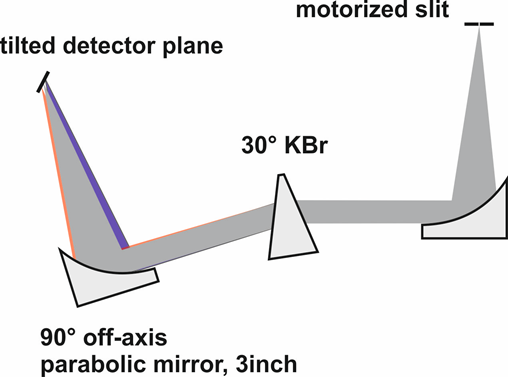 motorized slit
tilted detector plane
30° KBr
90° off-axis
parabolic mirror, 3inch